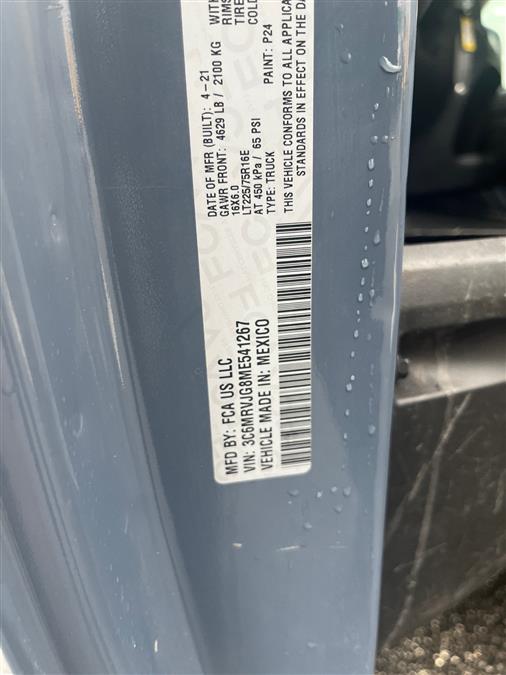 MFD BY: FCA US LLC
VIN: 3C6MRVJG8ME541267
VEHICLE MADE IN: MEXICO
DATE OF MFR (BUILT): 4-21
GAWR FRONT: 4629 LB / 2100 KG
16X6.0
LT225/75R16E
AT 450 kPa / 65 PSI
TYPE: TRUCK PAINT: P24
THIS VEHICLE CONFORMS TO ALL APPLICA
STANDARDS IN EFFECT ON THE DA
WITH
RIMS
TIRE
COLD